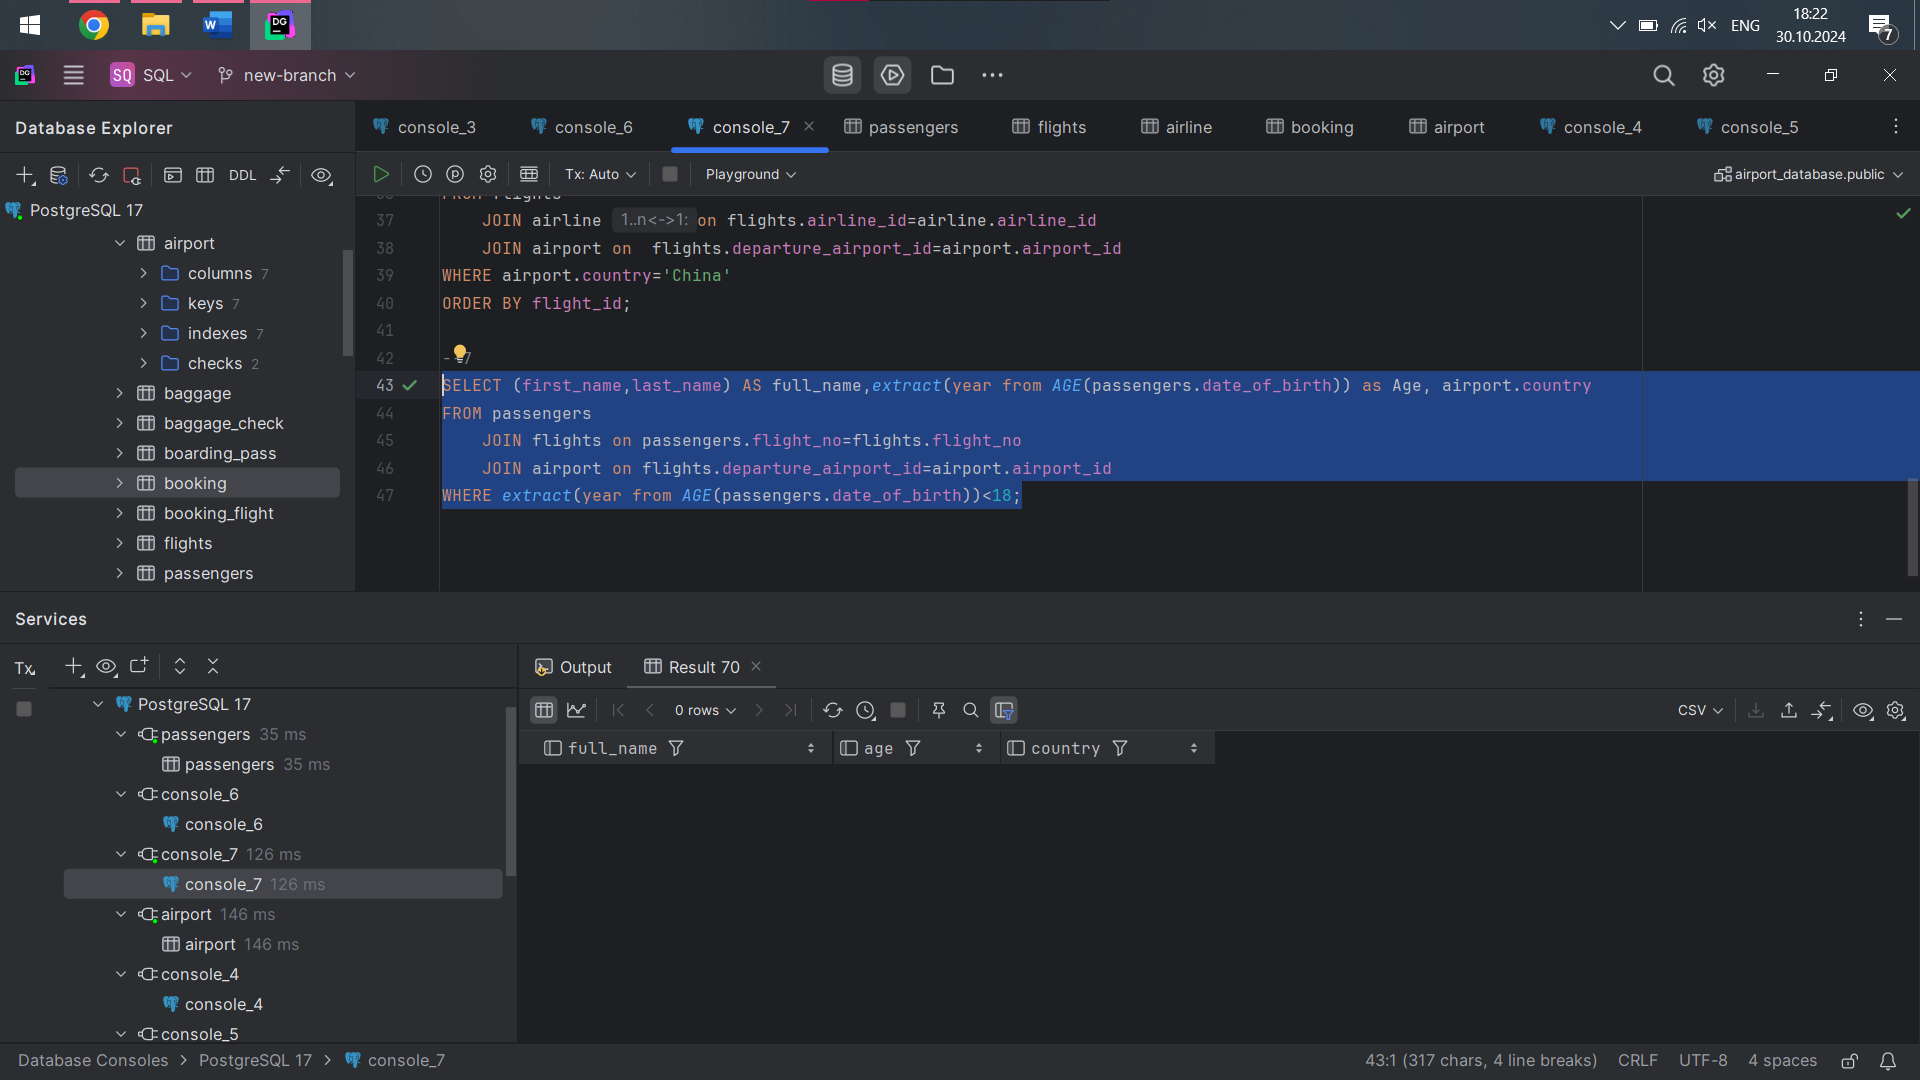 W
DG
ENG
18:22
30.10.2024
7
DG
SQ SQL
new-branch
Database Explorer
console_3
console_6
console_7
passengers
flights
airline
booking
airport
console_4
console_5
DDL
Tx: Auto
Playground
airport_database.public
PostgreSQL 17
airport
columns 7
keys 7
indexes 7
checks 2
baggage
baggage_check
boarding_pass
booking
booking_flight
flights
passengers
37 JOIN airline 1..n<->1: on flights.airline_id=airline.airline_id
38 JOIN airport on flights.departure_airport_id=airport.airport_id
39 WHERE airport.country='China'
40 ORDER BY flight_id;
41
42 --7
43 SELECT (first_name,last_name) AS full_name,extract(year from AGE(passengers.date_of_birth)) as Age, airport.country
44 FROM passengers
45 JOIN flights on passengers.flight_no=flights.flight_no
46 JOIN airport on flights.departure_airport_id=airport.airport_id
47 WHERE extract(year from AGE(passengers.date_of_birth))<18;
Services
Tx
PostgreSQL 17
passengers 35 ms
passengers 35 ms
console_6
console_6
console_7 126 ms
console_7 126 ms
airport 146 ms
airport 146 ms
console_4
console_4
console_5
Output
Result 70
0 rows
CSV
full_name
age
country
Database Consoles > PostgreSQL 17 > console_7
43:1 (317 chars, 4 line breaks)
CRLF
UTF-8
4 spaces